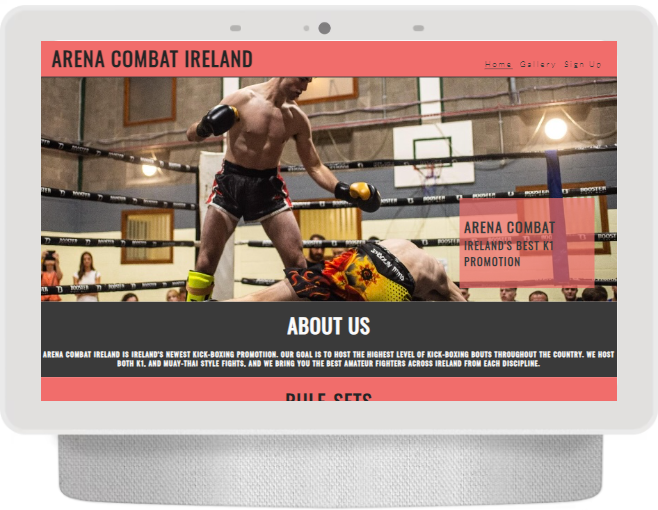 ARENA COMBAT IRELAND
Home Gallery Sign Up
BOOSTER
ARENA COMBAT
IRELAND'S BEST K1
PROMOTION
ABOUT US
ARENA COMBAT IRELAND IS IRELAND'S NEWEST KICK-BOXING PROMOTIION. OUR GOAL IS TO HOST THE HIGHEST LEVEL OF KICK-BOXING BOUTS THROUGHOUT THE COUNTRY. WE HOST
BOTH K1, AND MUAY-THAI STYLE FIGHTS, AND WE BRING YOU THE BEST AMATEUR FIGHTERS ACROSS IRELAND FROM EACH DISCIPLINE.
RULE SETS